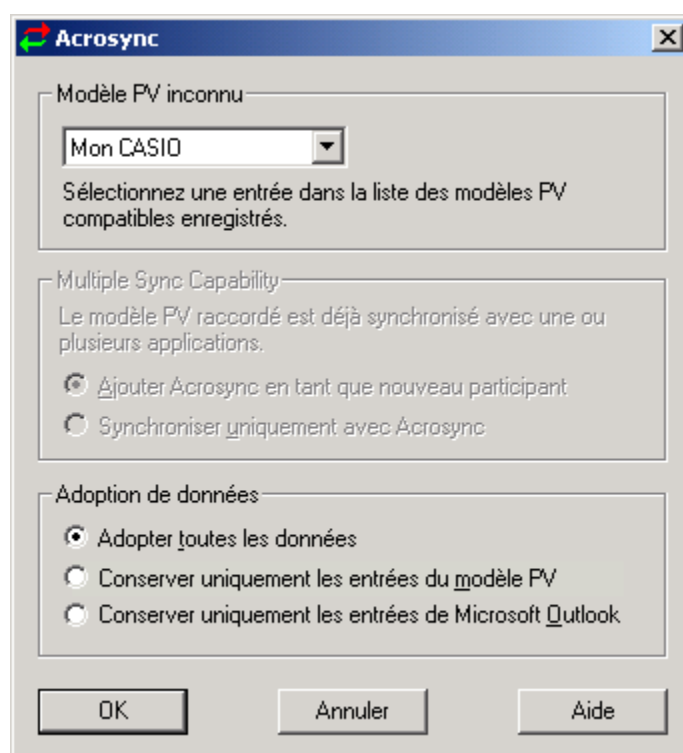 Acrosync
Modèle PV inconnu
Mon CASIO
Sélectionnez une entrée dans la liste des modèles PV
compatibles enregistrés.
Multiple Sync Capability
Le modèle PV raccordé est déjà synchronisé avec une ou
plusieurs applications.
Ajouter Acrosync en tant que nouveau participant
Synchroniser uniquement avec Acrosync
Adoption de données
Adopter toutes les données
Conserver uniquement les entrées du modèle PV
Conserver uniquement les entrées de Microsoft Outlook
OK Annuler Aide